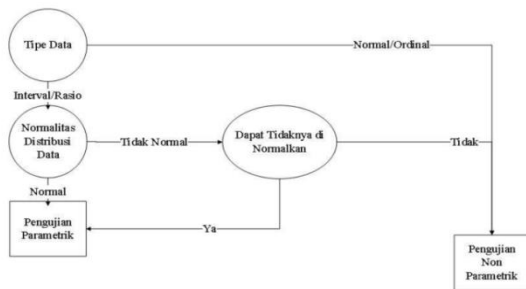 Tipe Data
Normal/Ordinal
Interval/Rasio
Normalitas
Distribusi
Data
Tidak Normal
Dapat Tidaknya di
Normalkan
Tidak
Normal
Pengujian
Parametrik
Ya
Pengujian
Non
Parametrik